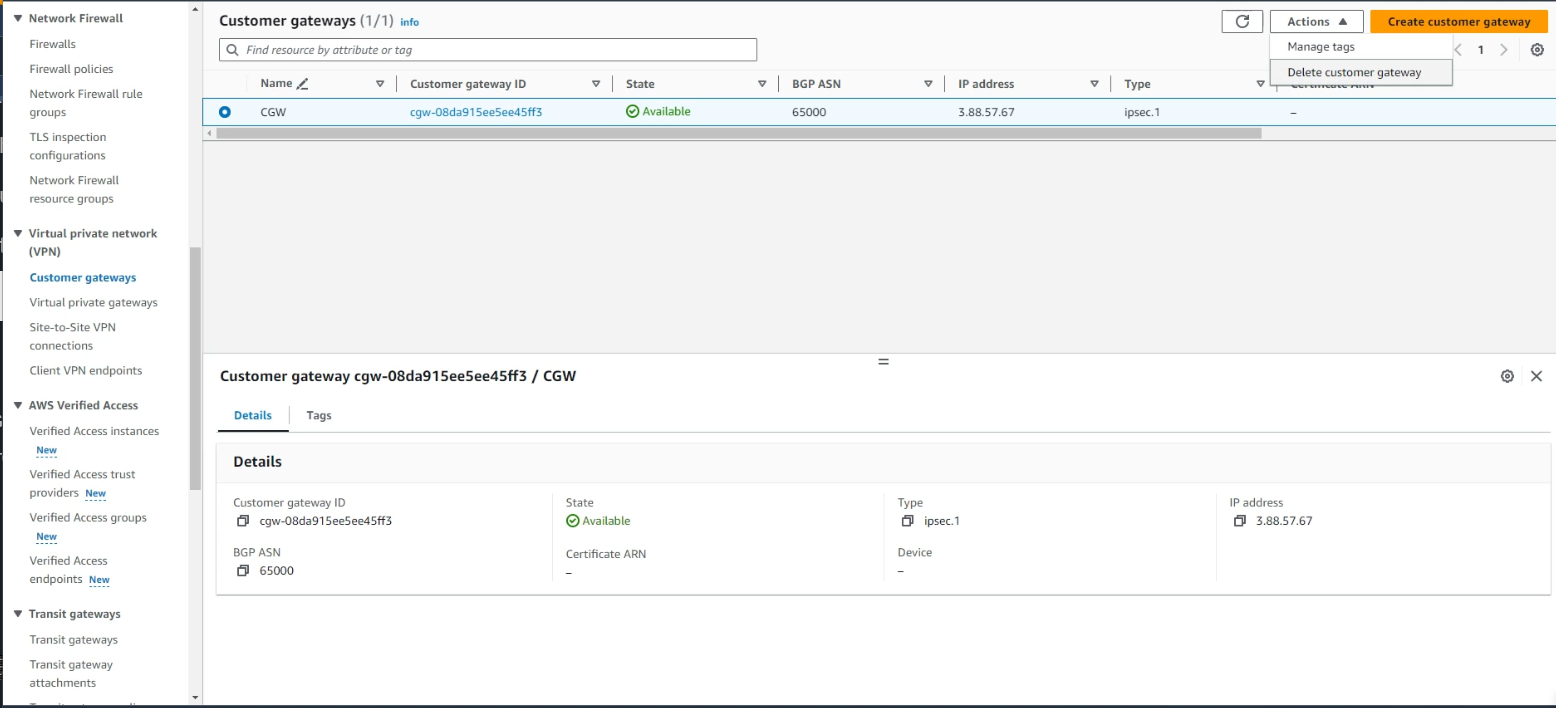 Network Firewall
Firewalls
Firewall policies
Network Firewall rule
groups
TLS inspection
configurations
Network Firewall
resource groups
Virtual private network
(VPN)
Customer gateways
Virtual private gateways
Site-to-Site VPN
connections
Client VPN endpoints
AWS Verified Access
Verified Access instances
New
Verified Access trust
providers New
Verified Access groups
New
Verified Access
endpoints New
Transit gateways
Transit gateways
Transit gateway
attachments
Customer gateways (1/1) Info
Actions
Create customer gateway
Find resource by attribute or tag
Manage tags
Delete customer gateway
1
Name Customer gateway ID State BGP ASN IP address Type Certificate ARN
CGW cgw-08da915ee5ee45ff3 Available 65000 3.88.57.67 ipsec.1 –
Customer gateway cgw-08da915ee5ee45ff3 / CGW
Details Tags
Details
Customer gateway ID
cgw-08da915ee5ee45ff3
BGP ASN
65000
State
Available
Certificate ARN
–
Type
ipsec.1
Device
–
IP address
3.88.57.67